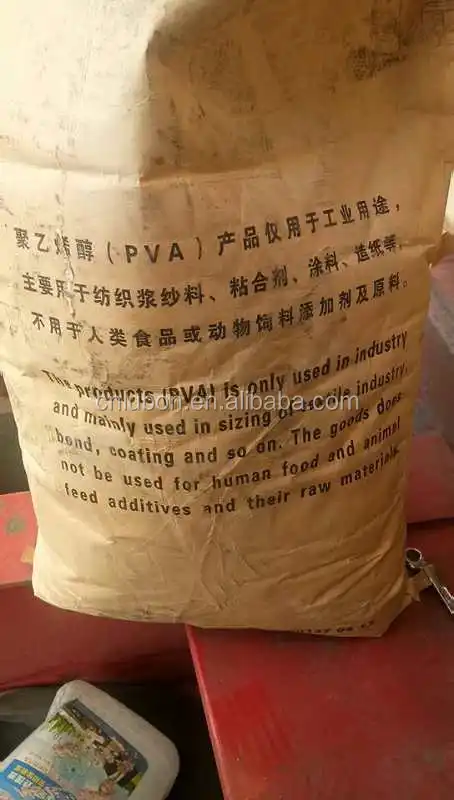 聚乙烯醇（PVA）产品仅用于工业用途，
主要用于纺织浆纱料、粘合剂、涂料、造纸等，
不用于人类食品或动物饲料添加剂及原料。
The products (PVA) is only used in industry
and mainly used in sizing of textile industry,
bond, coating and so on. The goods does
not be used for human food and animal
feed additives and their raw materials.